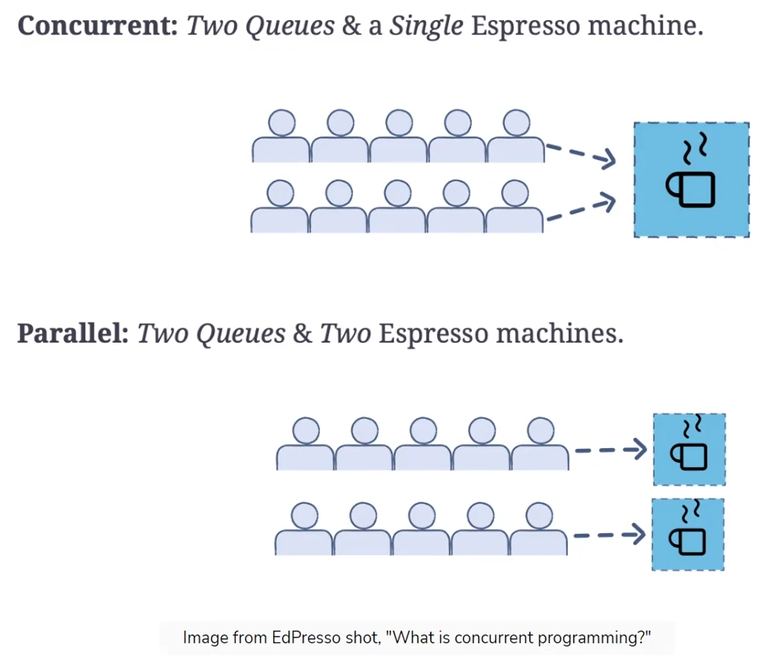 Concurrent: Two Queues & a Single Espresso machine.
Parallel: Two Queues & Two Espresso machines.
Image from EdPresso shot, "What is concurrent programming?"